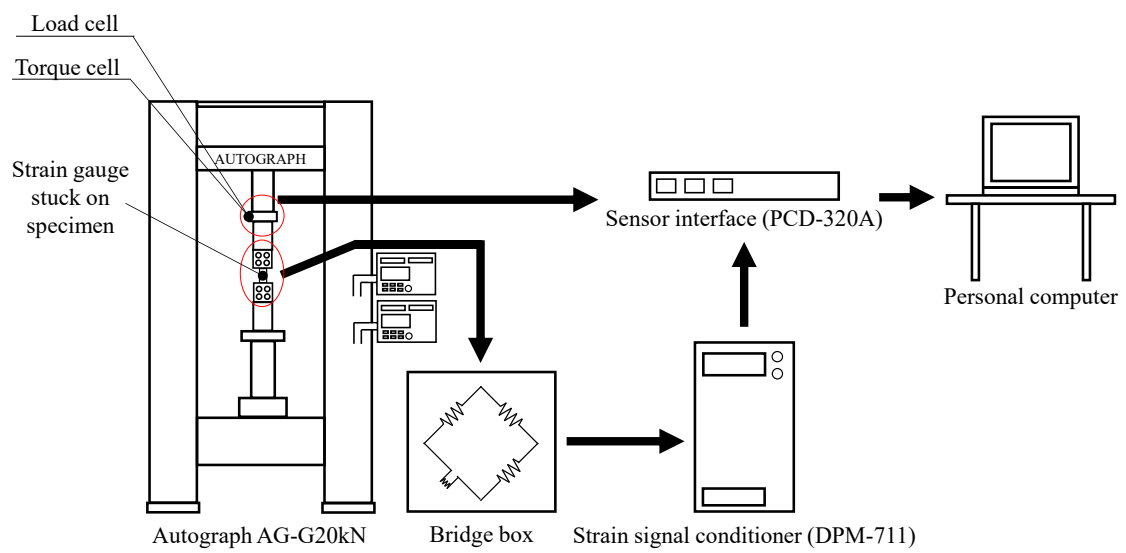 Load cell
Torque cell
AUTOGRAPH
Strain gauge
stuck on
specimen
Sensor interface (PCD-320A)
Personal computer
Autograph AG-G20kN
Bridge box
Strain signal conditioner (DPM-711)